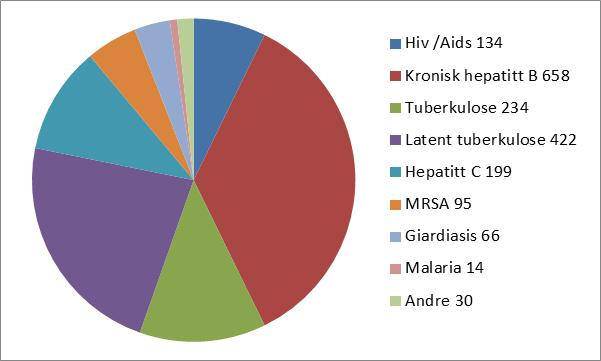 Hiv /Aids 134
Kronisk hepatitt B 658
Tuberkulose 234
Latent tuberkulose 422
Hepatitt C 199
MRSA 95
Giardiasis 66
Malaria 14
Andre 30